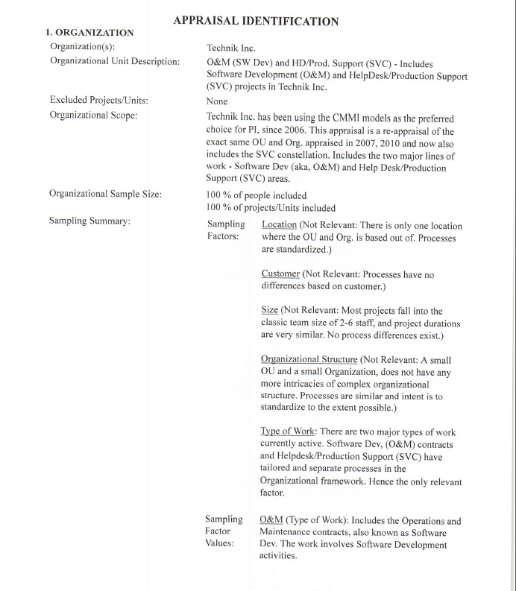 APPRAISAL IDENTIFICATION
1. ORGANIZATION
Organization(s): Technik Inc.
Organizational Unit Description: O&M (SW Dev) and HD/Prod. Support (SVC) - Includes
Software Development (O&M) and HelpDesk/Production Support
(SVC) projects in Technik Inc.
Excluded Projects/Units: None
Organizational Scope: Technik Inc. has been using the CMMI models as the preferred
choice for PI, since 2006. This appraisal is a re-appraisal of the
exact same OU and Org. appraised in 2007, 2010 and now also
includes the SVC constellation. Includes the two major lines of
work - Software Dev (aka, O&M) and Help Desk/Production
Support (SVC) areas.
Organizational Sample Size: 100 % of people included
100 % of projects/Units included
Sampling Summary: Sampling Factors: Location (Not Relevant: There is only one location
where the OU and Org. is based out of. Processes
are standardized.)
Customer (Not Relevant: Processes have no
differences based on customer.)
Size (Not Relevant: Most projects fall into the
classic team size of 2-6 staff, and project durations
are very similar. No process differences exist.)
Organizational Structure (Not Relevant: A small
OU and a small Organization, does not have any
more intricacies of complex organizational
structure. Processes are similar and intent is to
standardize to the extent possible.)
Type of Work: There are two major types of work
currently active. Software Dev, (O&M) contracts
and Helpdesk/Production Support (SVC) have
tailored and separate processes in the
Organizational framework. Hence the only relevant
factor.
Sampling Factor Values: O&M (Type of Work): Includes the Operations and
Maintenance contracts, also known as Software
Dev. The work involves Software Development
activities.